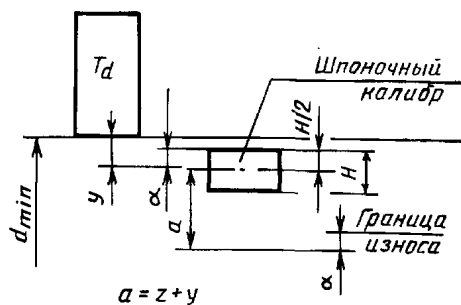 T_d
Шпоночный
калибр
H/2
y
α
a
H
d_min
Граница
износа
α
a = z + y